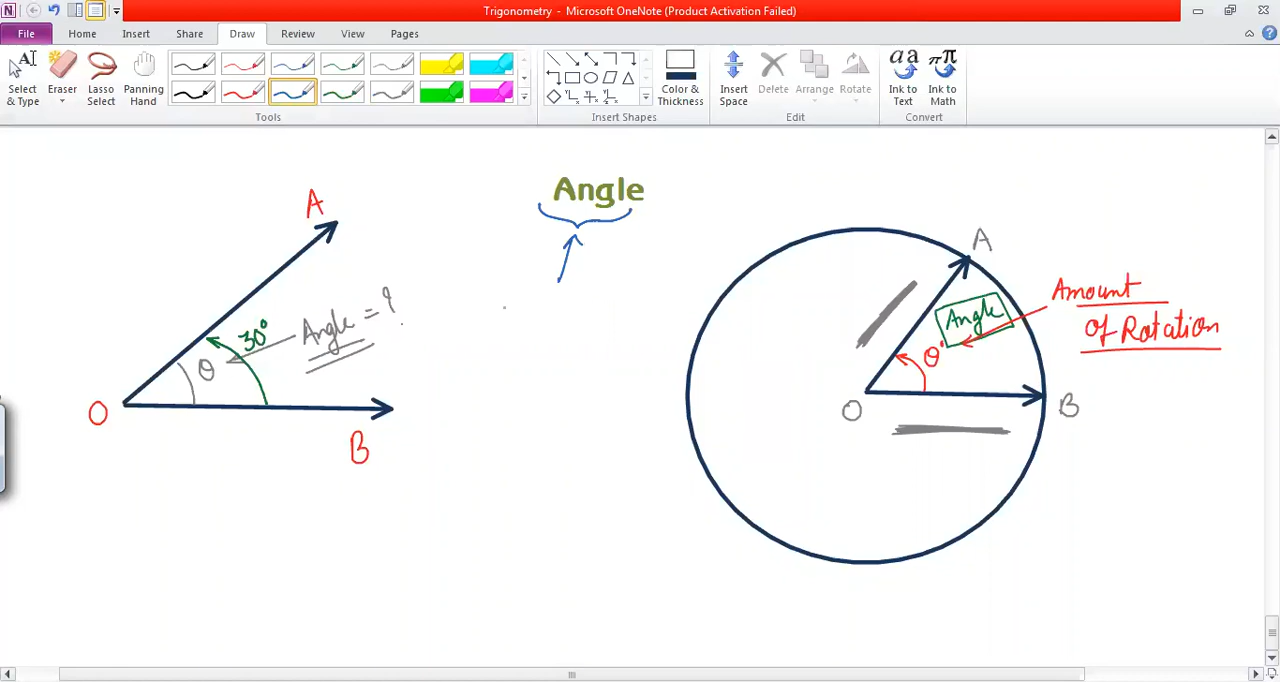 Trigonometry - Microsoft OneNote (Product Activation Failed)
File Home Insert Share Draw Review View Pages
Select & Type
Eraser
Lasso Select
Panning Hand
Color & Thickness
Insert Space
Delete
Arrange
Rotate
Ink to Text
Ink to Math
Tools
Insert Shapes
Edit
Convert
Angle
A
30°
θ
Angle = ?
O
B
A
Angle
θ°
O
B
Amount
Of Rotation